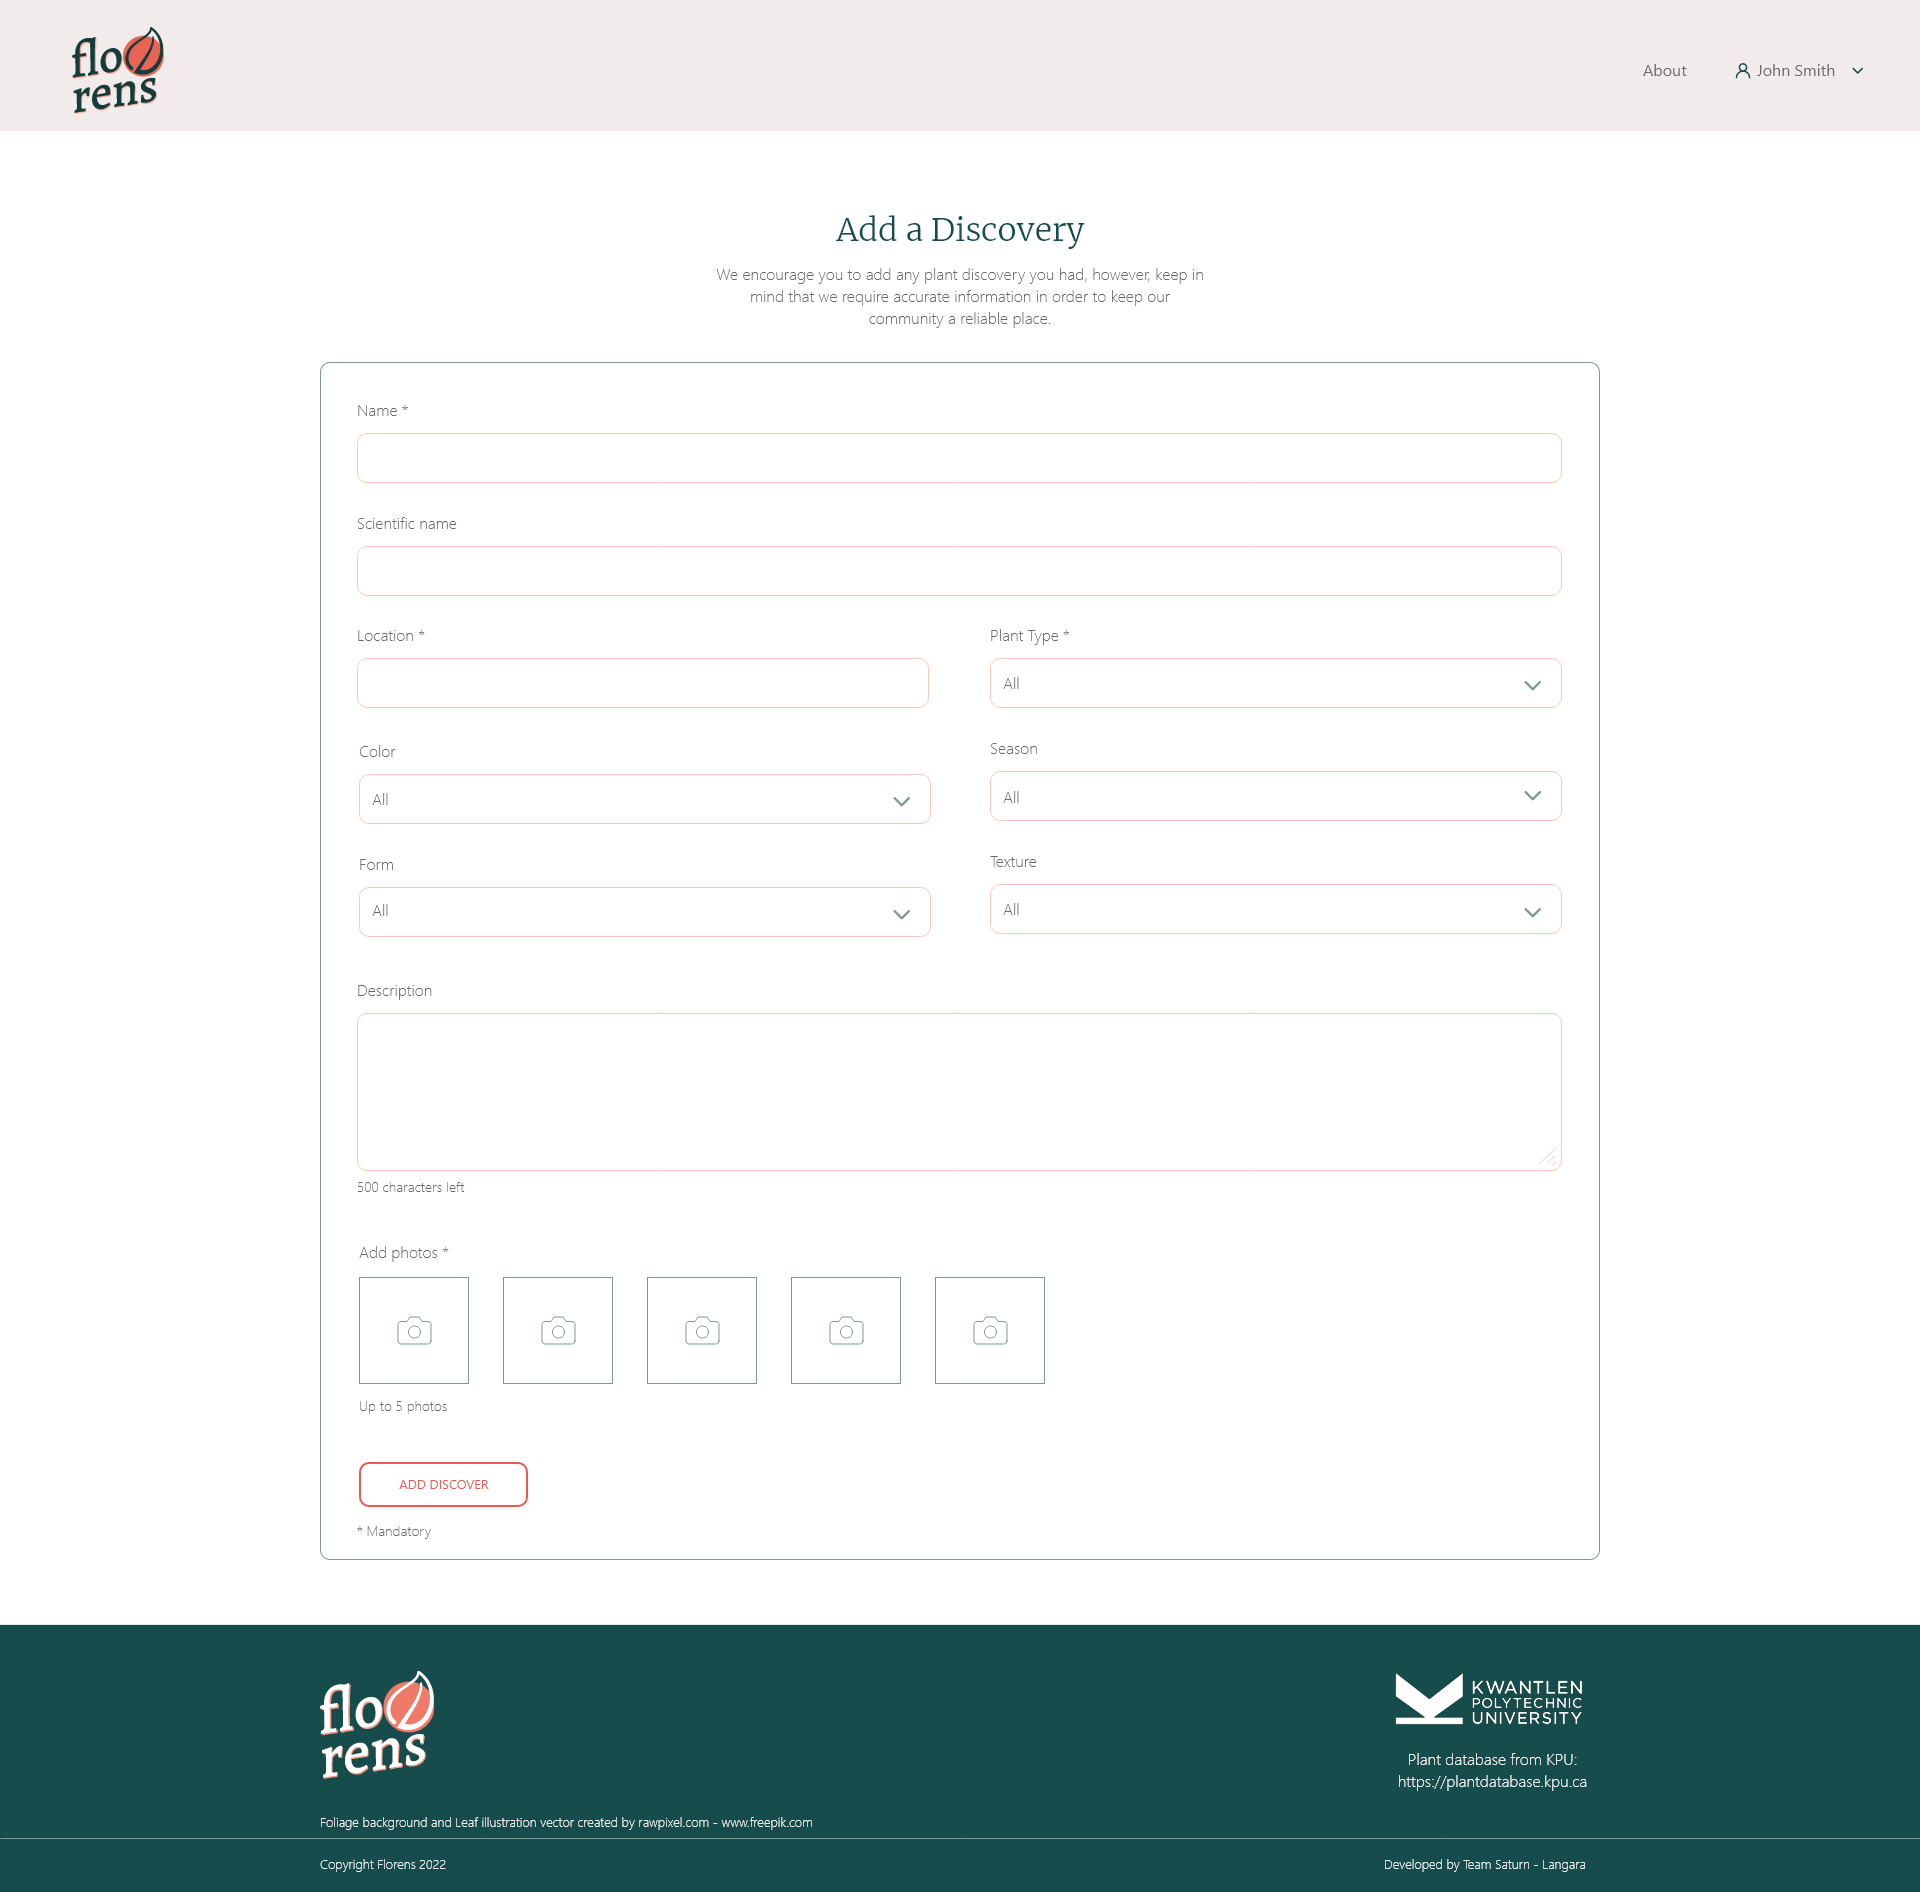 flo
rens
About
John Smith
Add a Discovery
We encourage you to add any plant discovery you had, however, keep in
mind that we require accurate information in order to keep our
community a reliable place.
Name *
Scientific name
Location *
Plant Type *
All
Color
Season
All
All
Form
Texture
All
All
Description
500 characters left
Add photos *
Up to 5 photos
ADD DISCOVER
* Mandatory
flo
rens
KWANTLEN
POLYTECHNIC
UNIVERSITY
Plant database from KPU:
https://plantdatabase.kpu.ca
Foliage background and Leaf illustration vector created by rawpixel.com - www.freepik.com
Copyright Florens 2022
Developed by Team Saturn - Langara